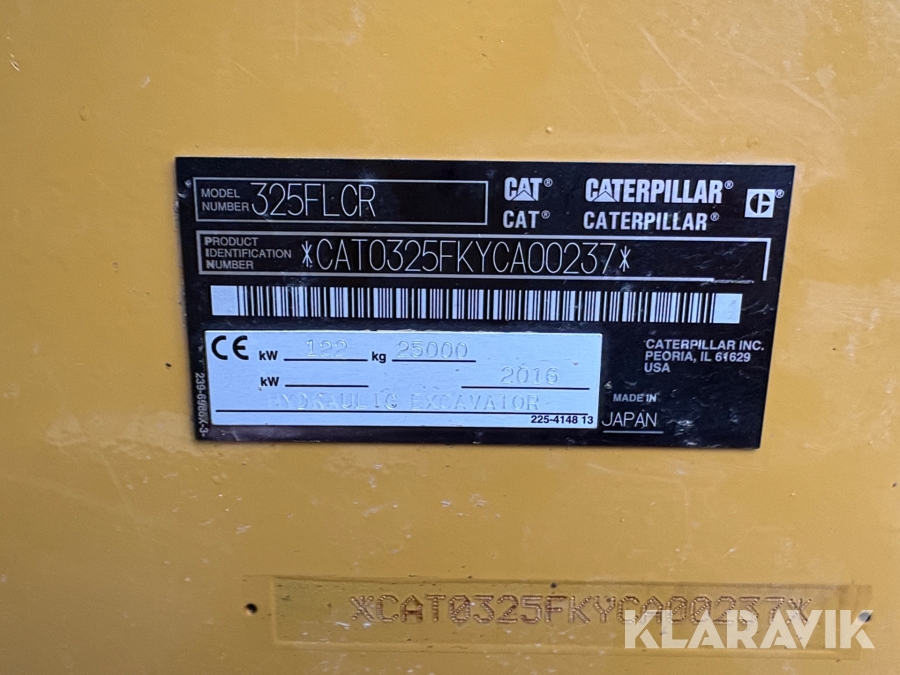 MODEL NUMBER 325FLCR
CAT® CATERPILLAR®
CAT® CATERPILLAR®
PRODUCT IDENTIFICATION NUMBER *CAT0325FKYCA00237*
CE kW 122 kg 25000
kW 2016
HYDRAULIC EXCAVATOR
225-4148 13
CATERPILLAR INC.
PEORIA, IL 61629
USA
MADE IN JAPAN
*CAT0325FKYCA00237*
KLARAVIK